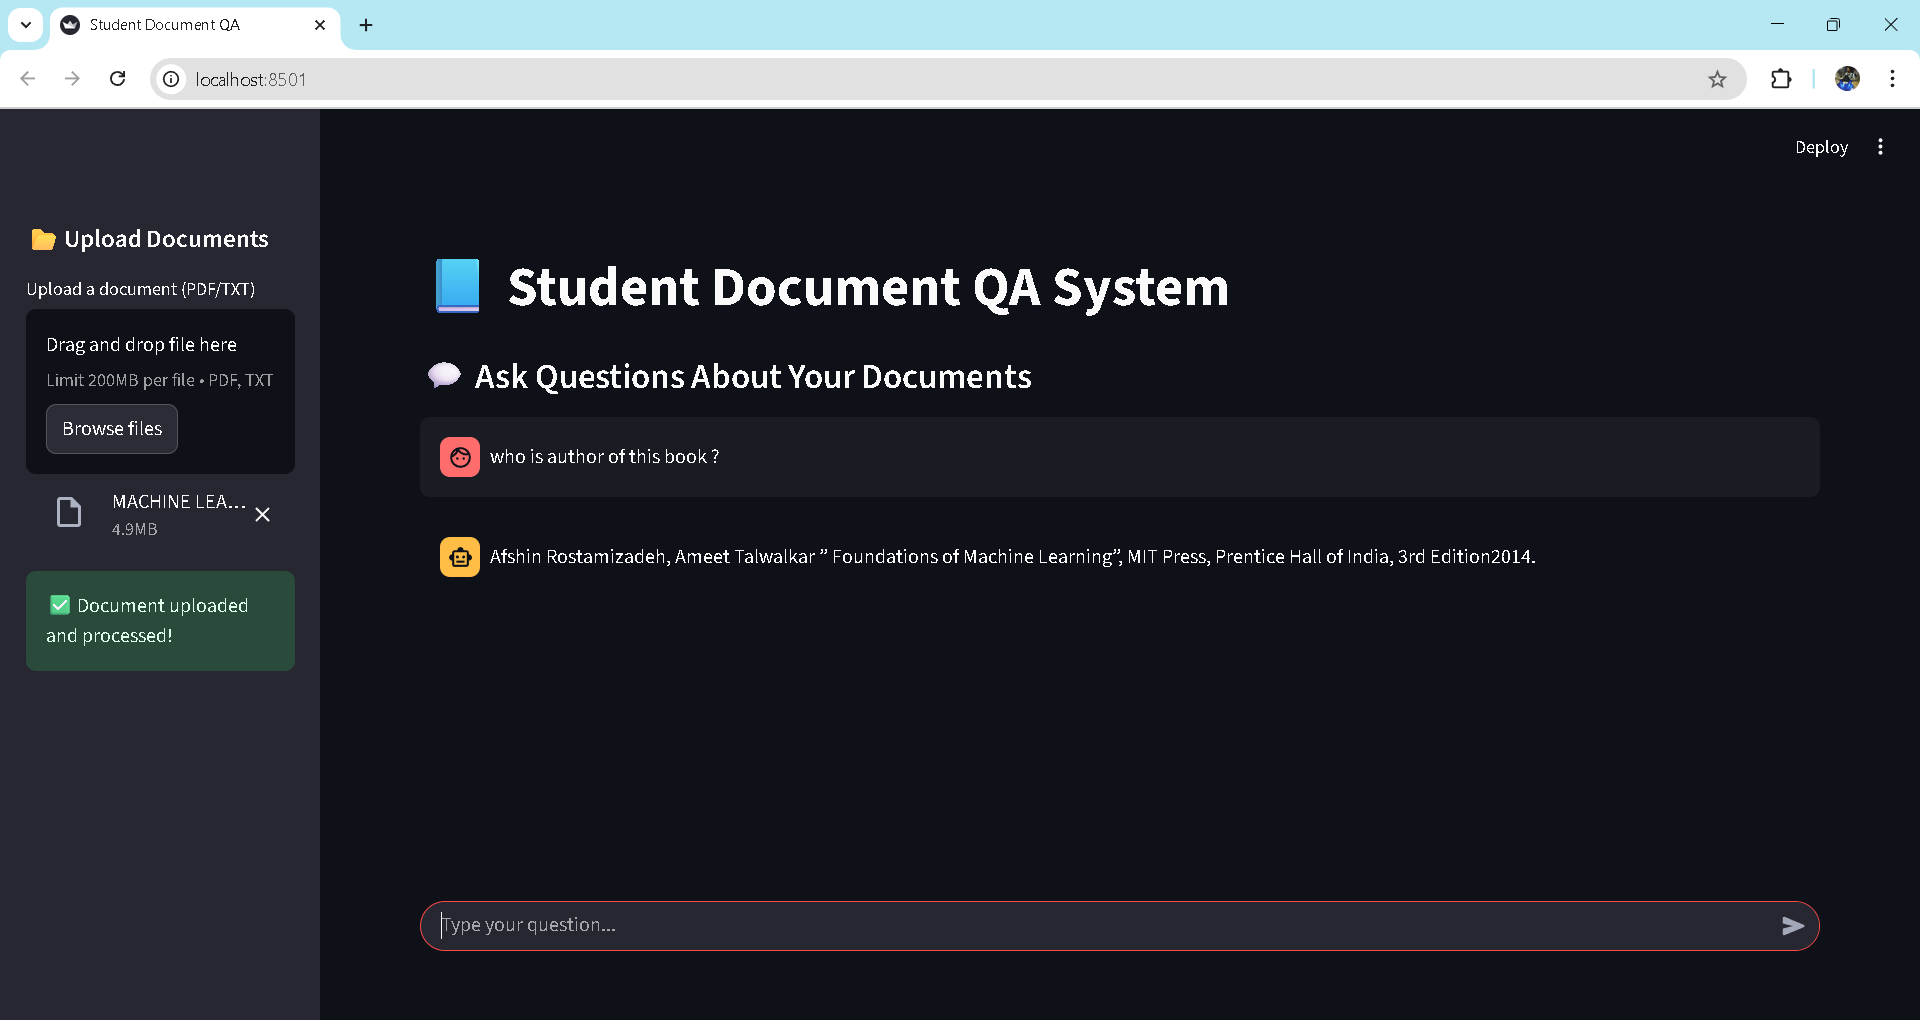 Student Document QA
localhost:8501
Deploy
Upload Documents
Upload a document (PDF/TXT)
Drag and drop file here
Limit 200MB per file • PDF, TXT
Browse files
MACHINE LEA...
4.9MB
Document uploaded
and processed!
Student Document QA System
Ask Questions About Your Documents
who is author of this book ?
Afshin Rostamizadeh, Ameet Talwalkar ” Foundations of Machine Learning”, MIT Press, Prentice Hall of India, 3rd Edition2014.
Type your question...